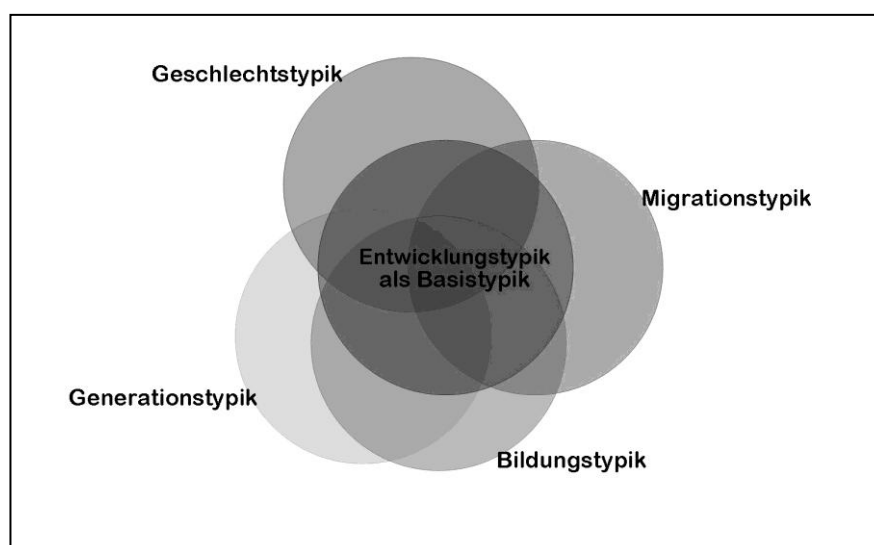 Geschlechtstypik
Migrationstypik
Entwicklungstypik
als Basistypik
Generationstypik
Bildungstypik